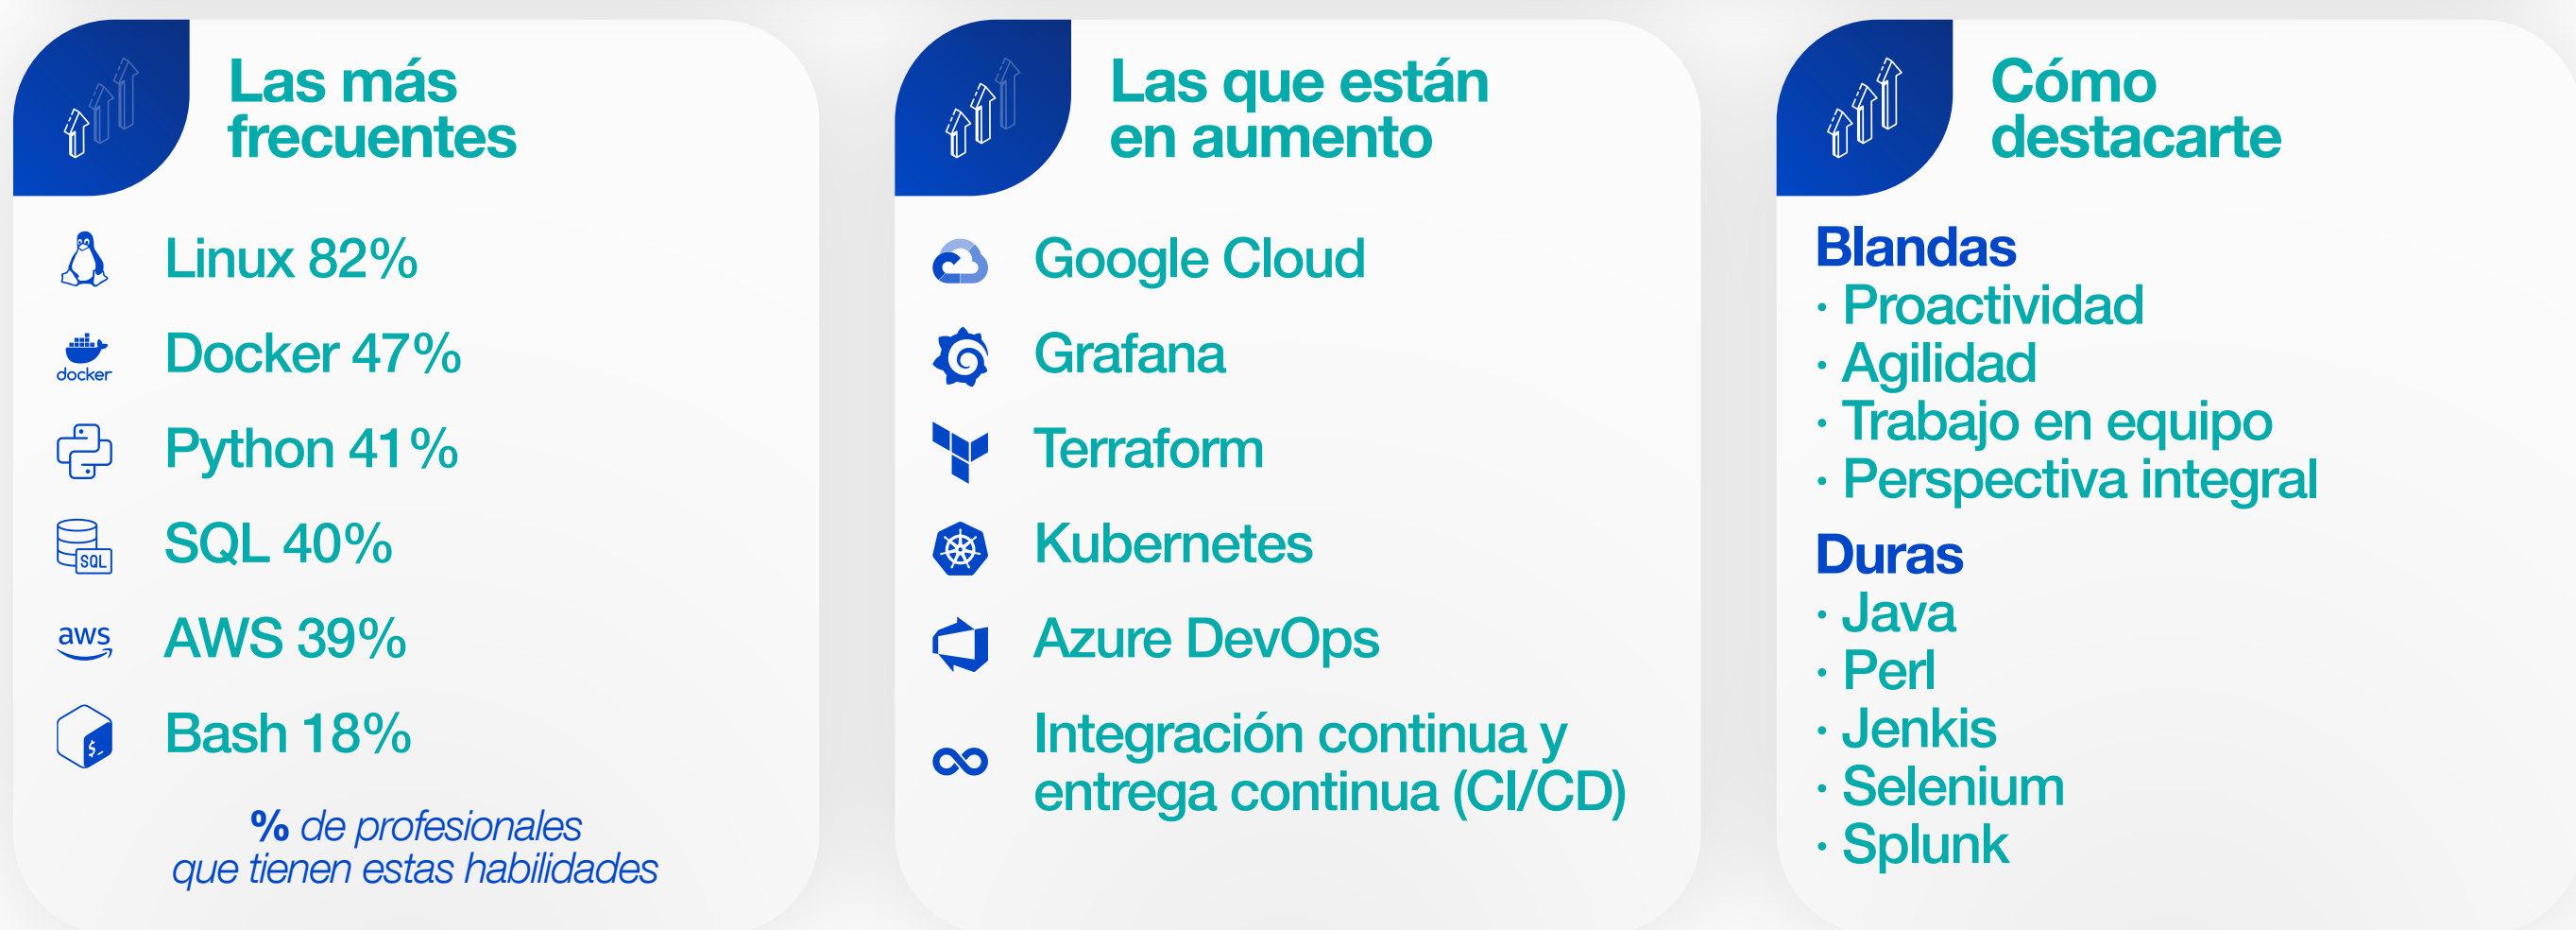 Las más
frecuentes
Linux 82%
docker
Docker 47%
Python 41%
SQL
SQL 40%
aws
AWS 39%
$_
Bash 18%
% de profesionales
que tienen estas habilidades
Las que están
en aumento
Google Cloud
Grafana
Terraform
Kubernetes
Azure DevOps
Integración continua y
entrega continua (CI/CD)
Cómo
destacarte
Blandas
· Proactividad
· Agilidad
· Trabajo en equipo
· Perspectiva integral
Duras
· Java
· Perl
· Jenkis
· Selenium
· Splunk